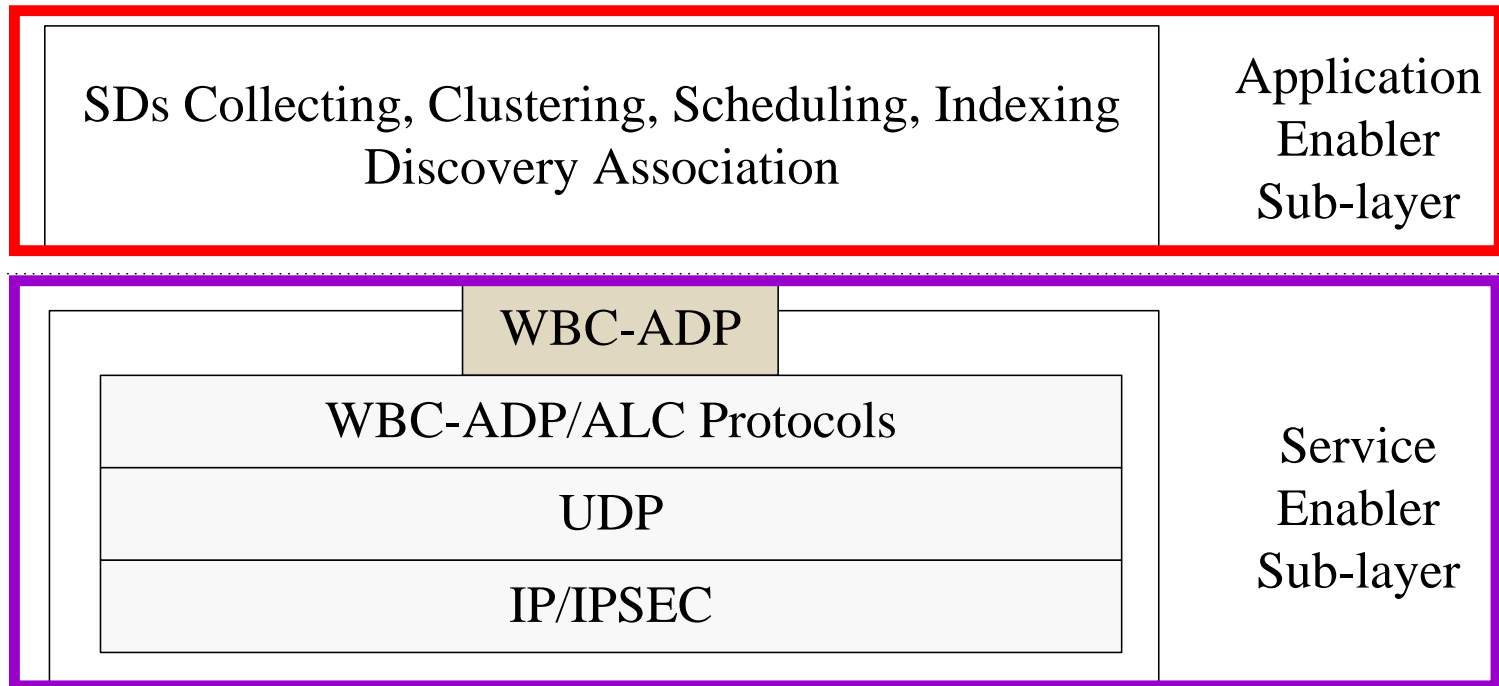 SDs Collecting, Clustering, Scheduling, Indexing
Discovery Association
Application
Enabler
Sub-layer
WBC-ADP
WBC-ADP/ALC Protocols
UDP
IP/IPSEC
Service
Enabler
Sub-layer